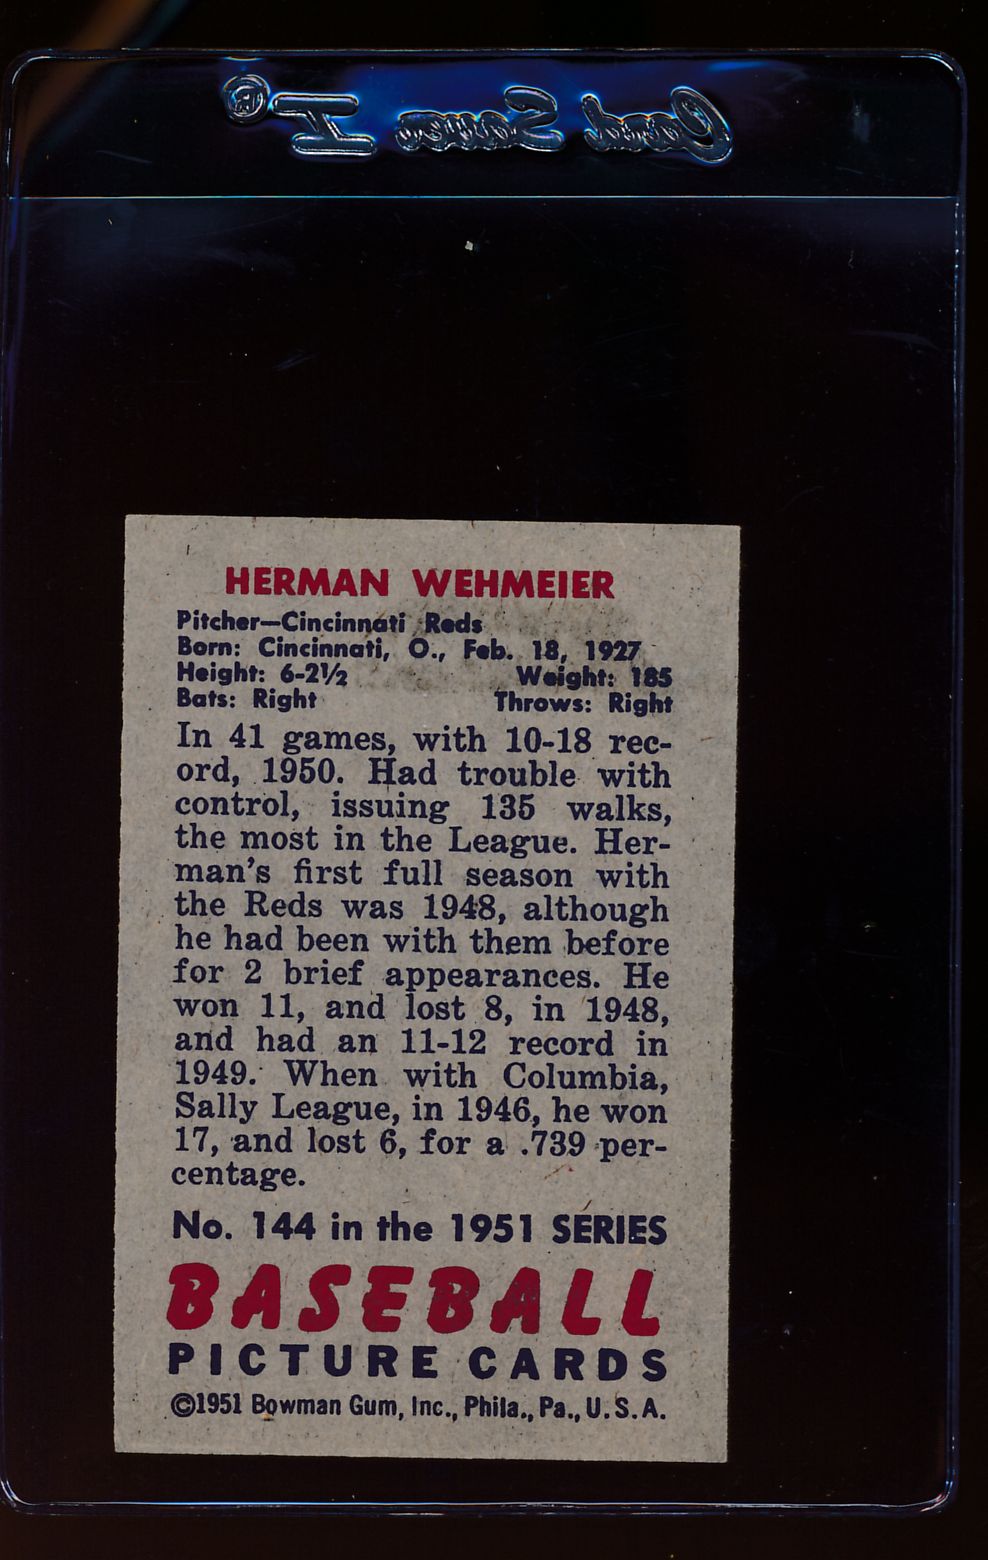 Card Saver I®
HERMAN WEHMEIER
Pitcher—Cincinnati Reds
Born: Cincinnati, O., Feb. 18, 1927
Height: 6-2½ Weight: 185
Bats: Right Throws: Right
In 41 games, with 10-18 rec-
ord, 1950. Had trouble with
control, issuing 135 walks,
the most in the League. Her-
man's first full season with
the Reds was 1948, although
he had been with them before
for 2 brief appearances. He
won 11, and lost 8, in 1948,
and had an 11-12 record in
1949. When with Columbia,
Sally League, in 1946, he won
17, and lost 6, for a .739 per-
centage.
No. 144 in the 1951 SERIES
BASEBALL
PICTURE CARDS
©1951 Bowman Gum, Inc., Phila., Pa., U.S.A.